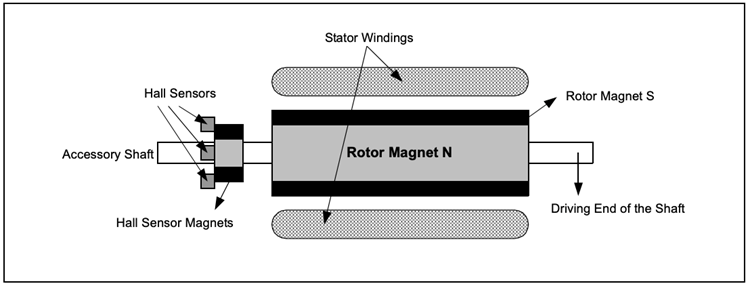 Stator Windings
Hall Sensors
Rotor Magnet S
Accessory Shaft
Rotor Magnet N
Hall Sensor Magnets
Driving End of the Shaft